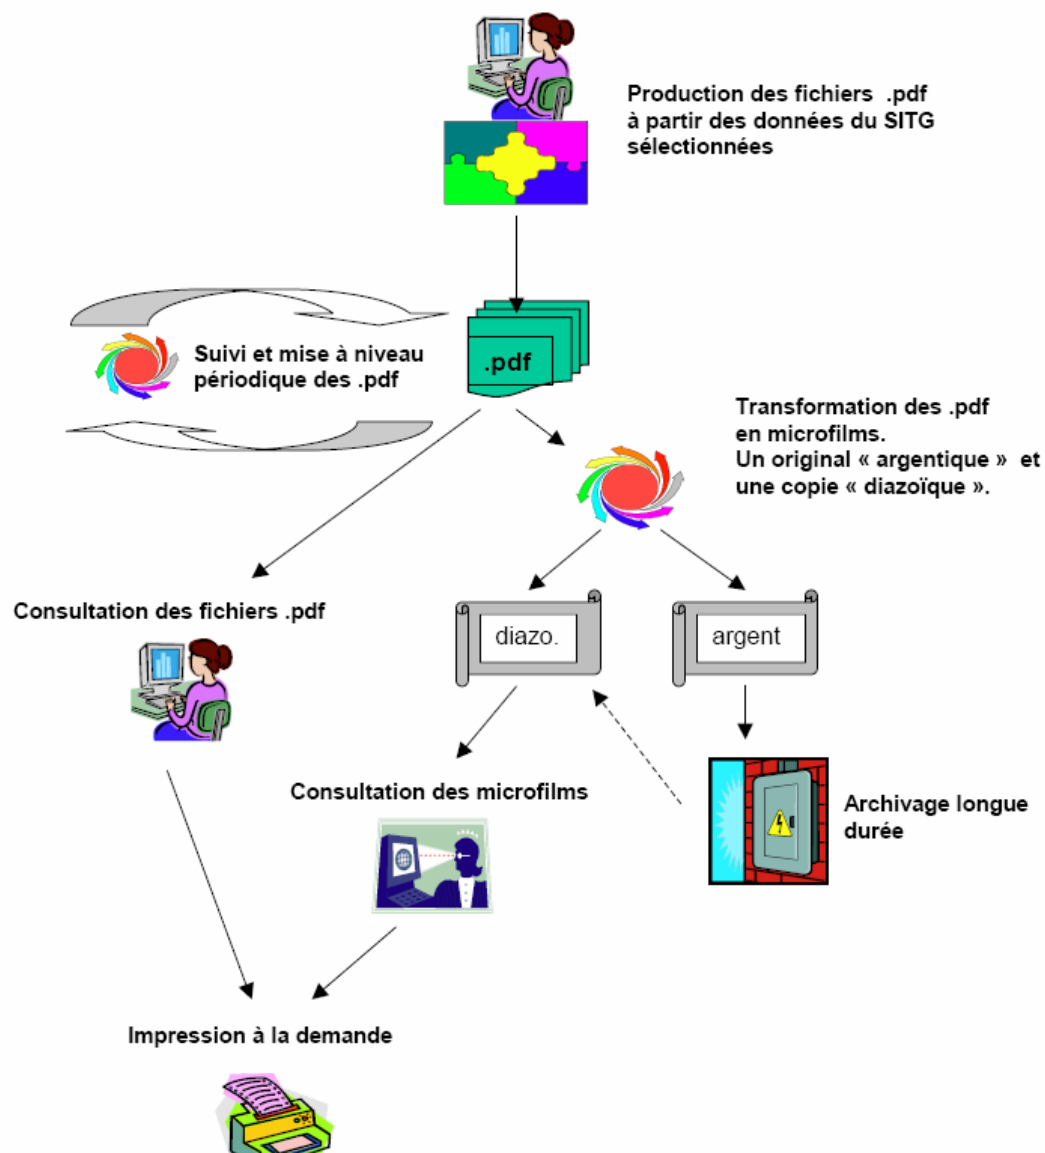 Production des fichiers .pdf
à partir des données du SITG
sélectionnées
.pdf
Suivi et mise à niveau
périodique des .pdf
Transformation des .pdf
en microfilms.
Un original « argentique » et
une copie « diazoïque ».
Consultation des fichiers .pdf
diazo.
argent
Consultation des microfilms
Archivage longue
durée
Impression à la demande